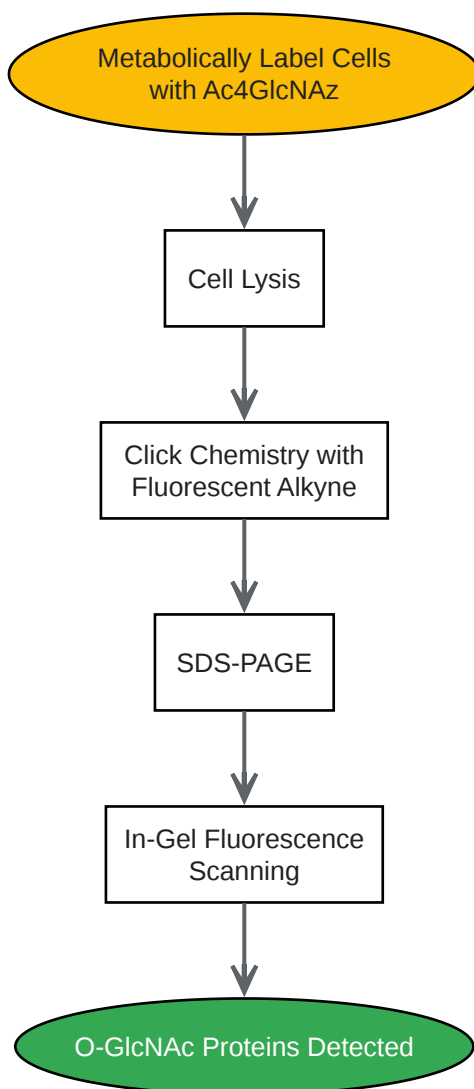 Metabolically Label Cells
with Ac4GlcNAz
Cell Lysis
Click Chemistry with
Fluorescent Alkyne
SDS-PAGE
In-Gel Fluorescence
Scanning
O-GlcNAc Proteins Detected